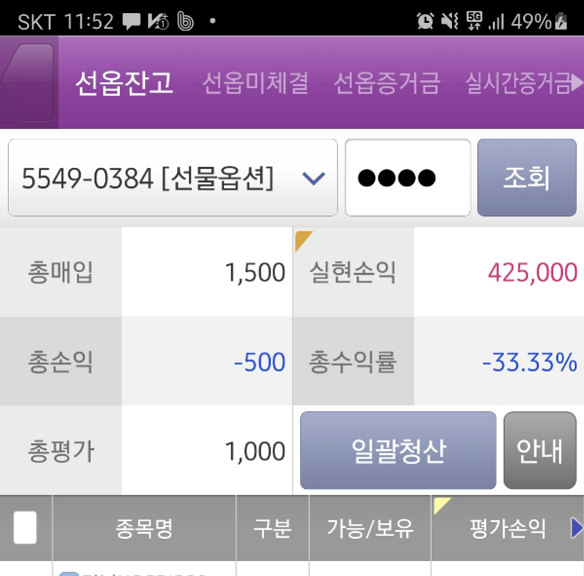 SKT 11:52
5G 49%
선옵잔고 선옵미체결 선옵증거금 실시간증거금
5549-0384 [선물옵션] ●●●● 조회
총매입 1,500 실현손익 425,000
총손익 -500 총수익률 -33.33%
총평가 1,000 일괄청산 안내
종목명 구분 가능/보유 평가손익